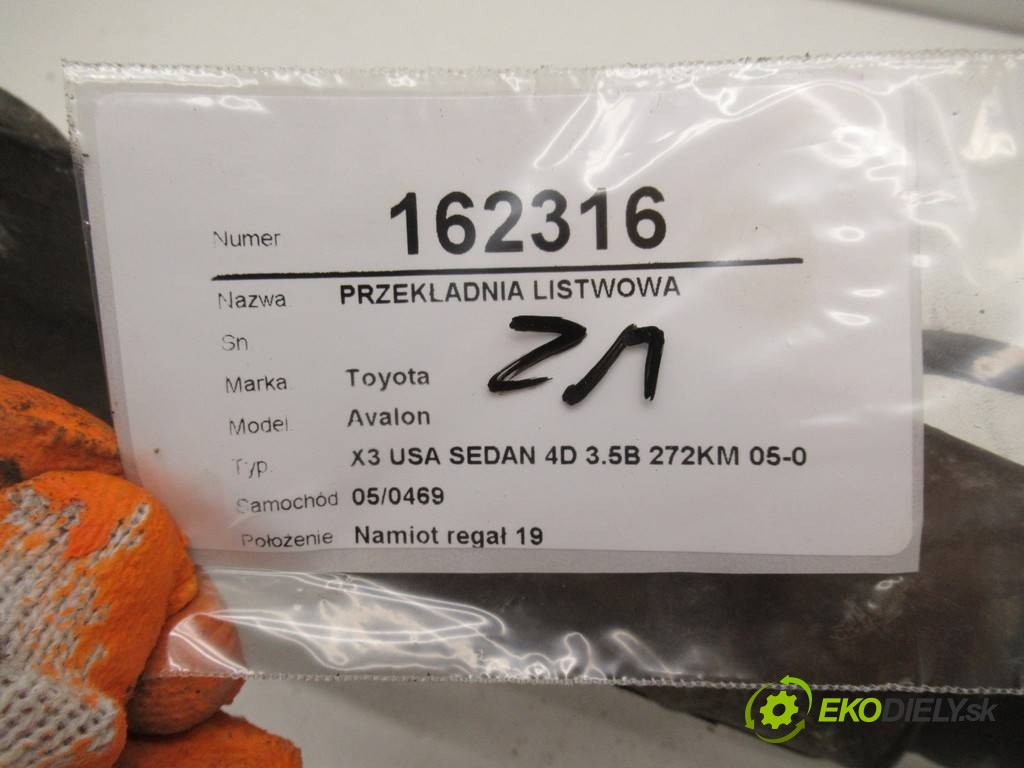 Numer 162316
Nazwa PRZEKŁADNIA LISTWOWA
Sn
Marka Toyota
Model Avalon
Typ. X3 USA SEDAN 4D 3.5B 272KM 05-0
Samochód 05/0469
Położenie Namiot regał 19
EKODIELY.sk